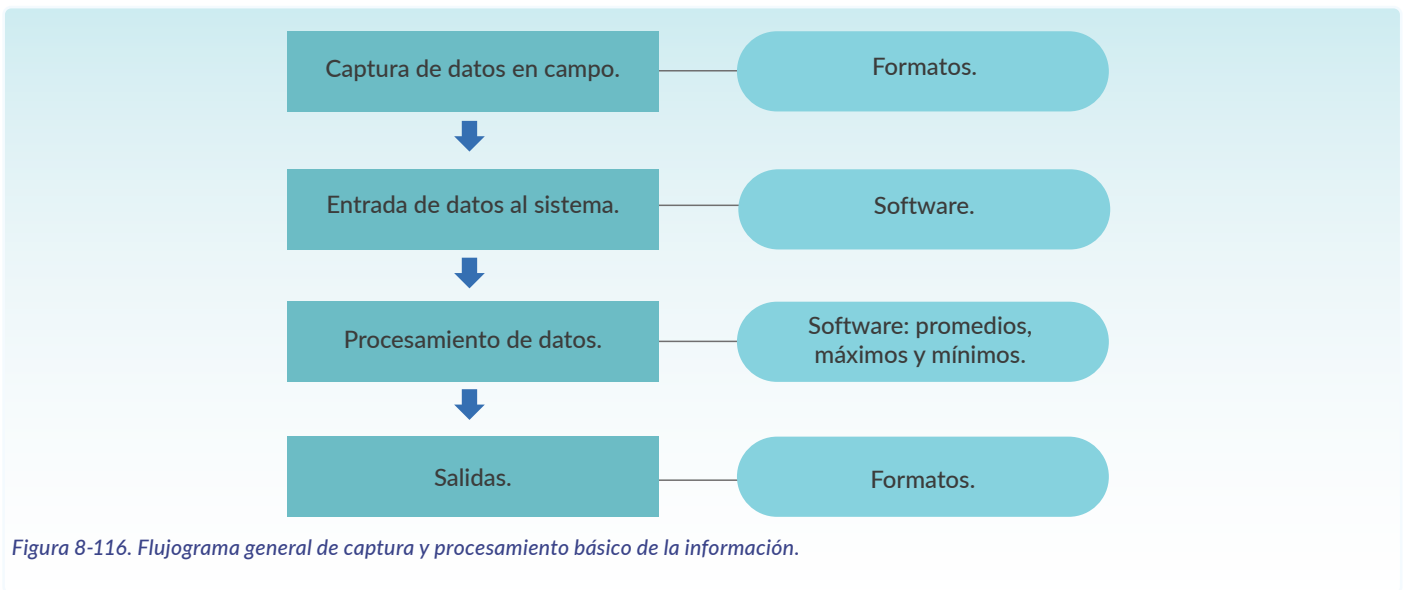 Captura de datos en campo.
Formatos.
Entrada de datos al sistema.
Software.
Procesamiento de datos.
Software: promedios,
máximos y mínimos.
Salidas.
Formatos.
Figura 8-116. Flujograma general de captura y procesamiento básico de la información.